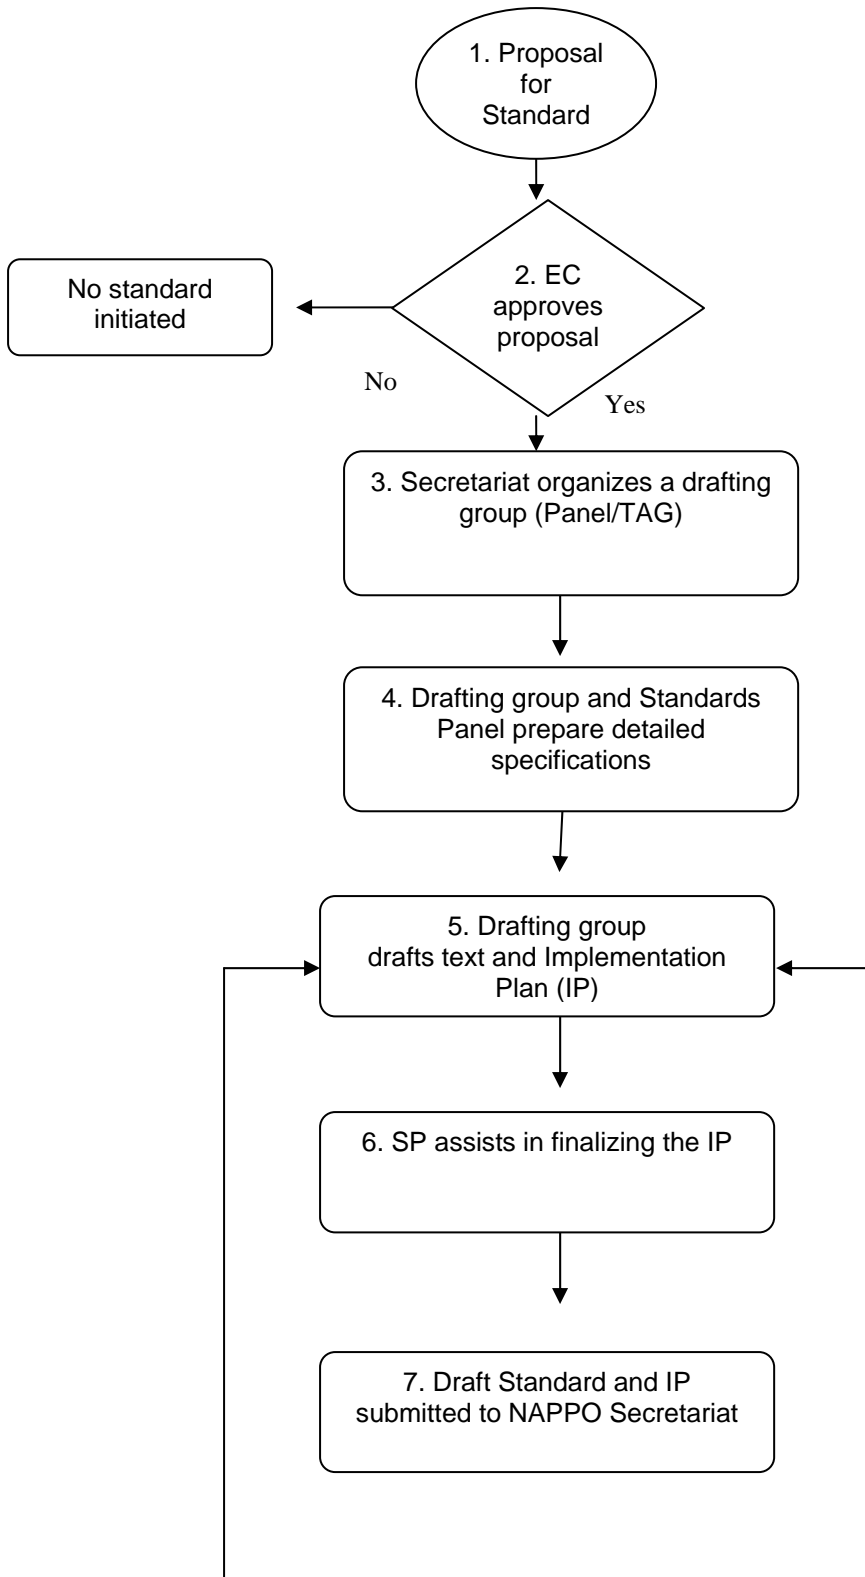 1. Proposal
for
Standard
2. EC
approves
proposal
No standard
initiated
No
Yes
3. Secretariat organizes a drafting
group (Panel/TAG)
4. Drafting group and Standards
Panel prepare detailed
specifications
5. Drafting group
drafts text and Implementation
Plan (IP)
6. SP assists in finalizing the IP
7. Draft Standard and IP
submitted to NAPPO Secretariat